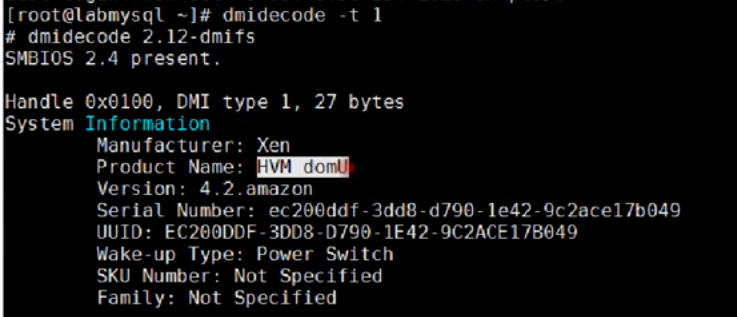 [root@labmysql ~]# dmidecode -t 1
# dmidecode 2.12-dmifs
SMBIOS 2.4 present.
Handle 0x0100, DMI type 1, 27 bytes
System Information
Manufacturer: Xen
Product Name: HVM domU
Version: 4.2.amazon
Serial Number: ec200ddf-3dd8-d790-1e42-9c2ace17b049
UUID: EC200DDF-3DD8-D790-1E42-9C2ACE17B049
Wake-up Type: Power Switch
SKU Number: Not Specified
Family: Not Specified